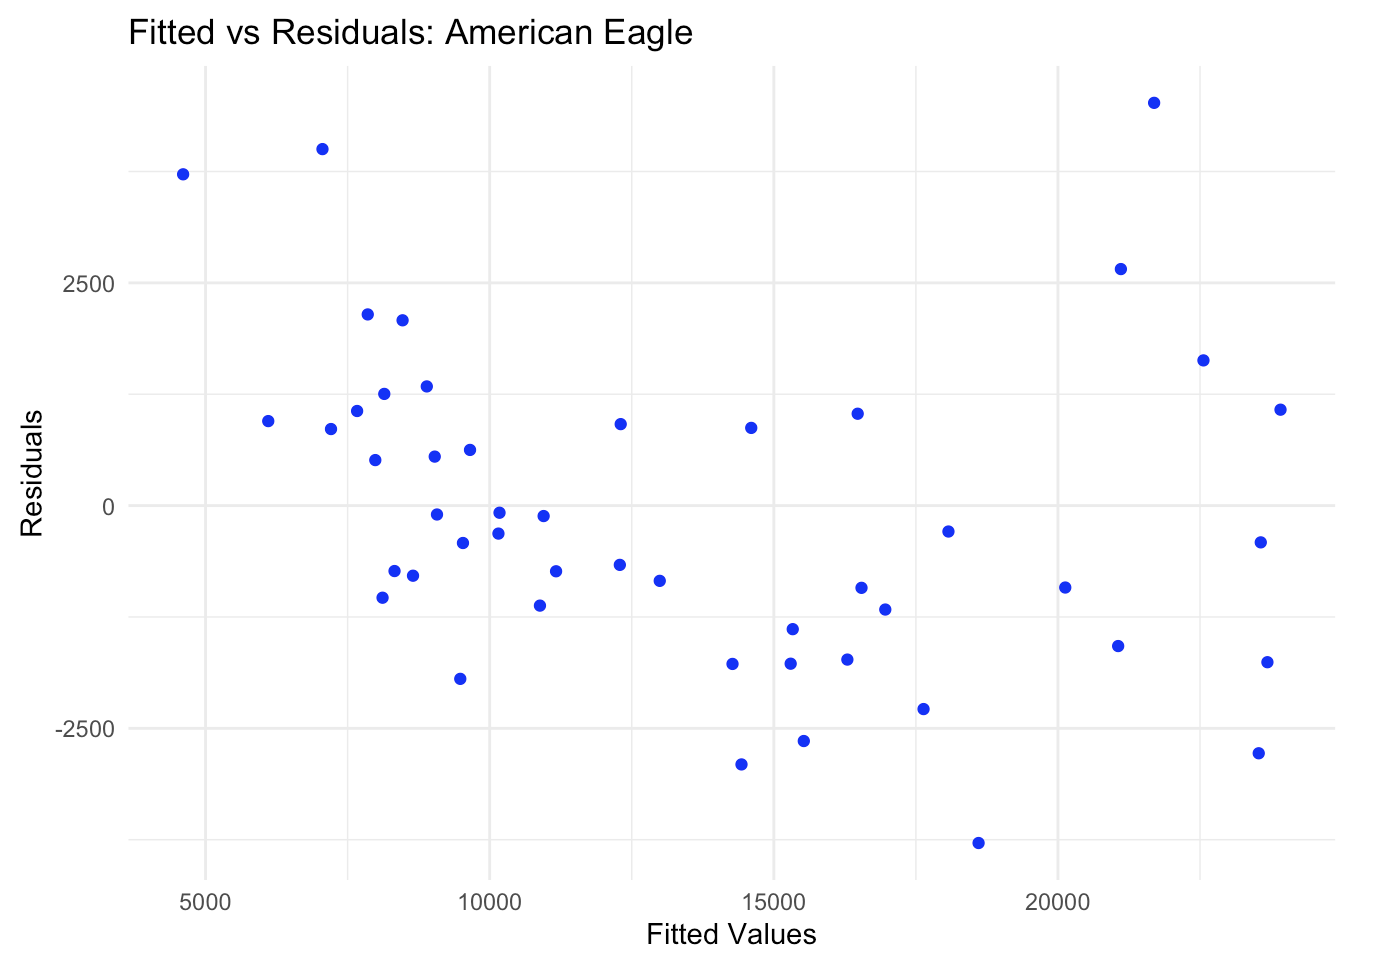 Fitted vs Residuals: American Eagle
2500
0
-2500
Residuals
5000 10000 15000 20000
Fitted Values